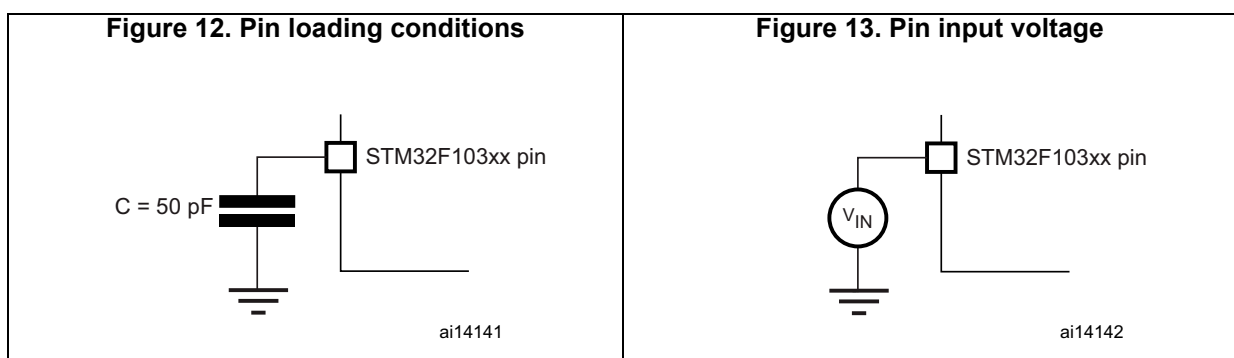 Figure 12. Pin loading conditions
STM32F103xx pin
C = 50 pF
ai14141
Figure 13. Pin input voltage
STM32F103xx pin
VIN
ai14142